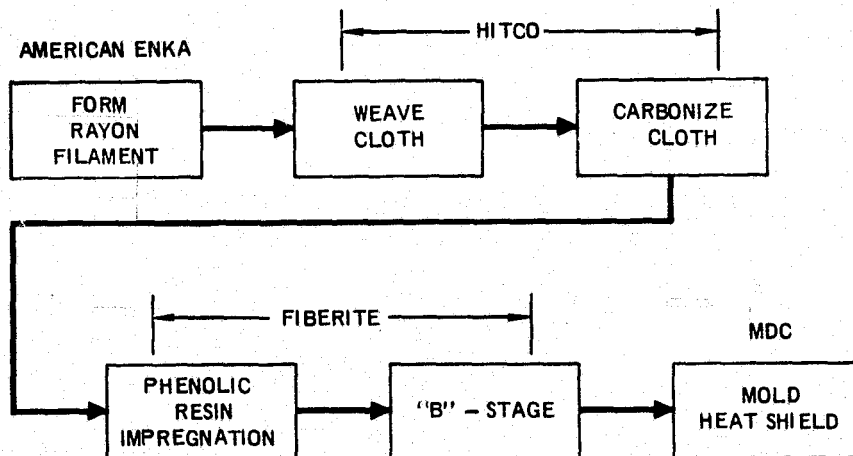 HITCO
AMERICAN ENKA
FORM
RAYON
FILAMENT
WEAVE
CLOTH
CARBONIZE
CLOTH
FIBERITE
MDC
PHENOLIC
RESIN
IMPREGNATION
"B" – STAGE
MOLD
HEAT SHIELD